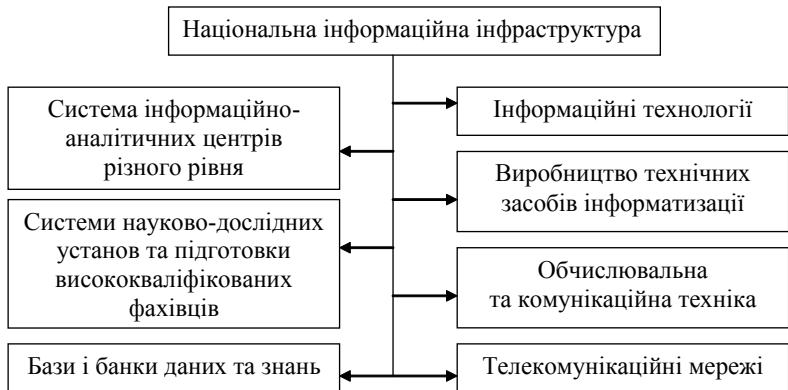 Національна інформаційна інфраструктура
Система інформаційно-
аналітичних центрів
різного рівня
Системи науково-дослідних
установ та підготовки
висококваліфікованих
фахівців
Бази і банки даних та знань
Інформаційні технології
Виробництво технічних
засобів інформатизації
Обчислювальна
та комунікаційна техніка
Телекомунікаційні мережі